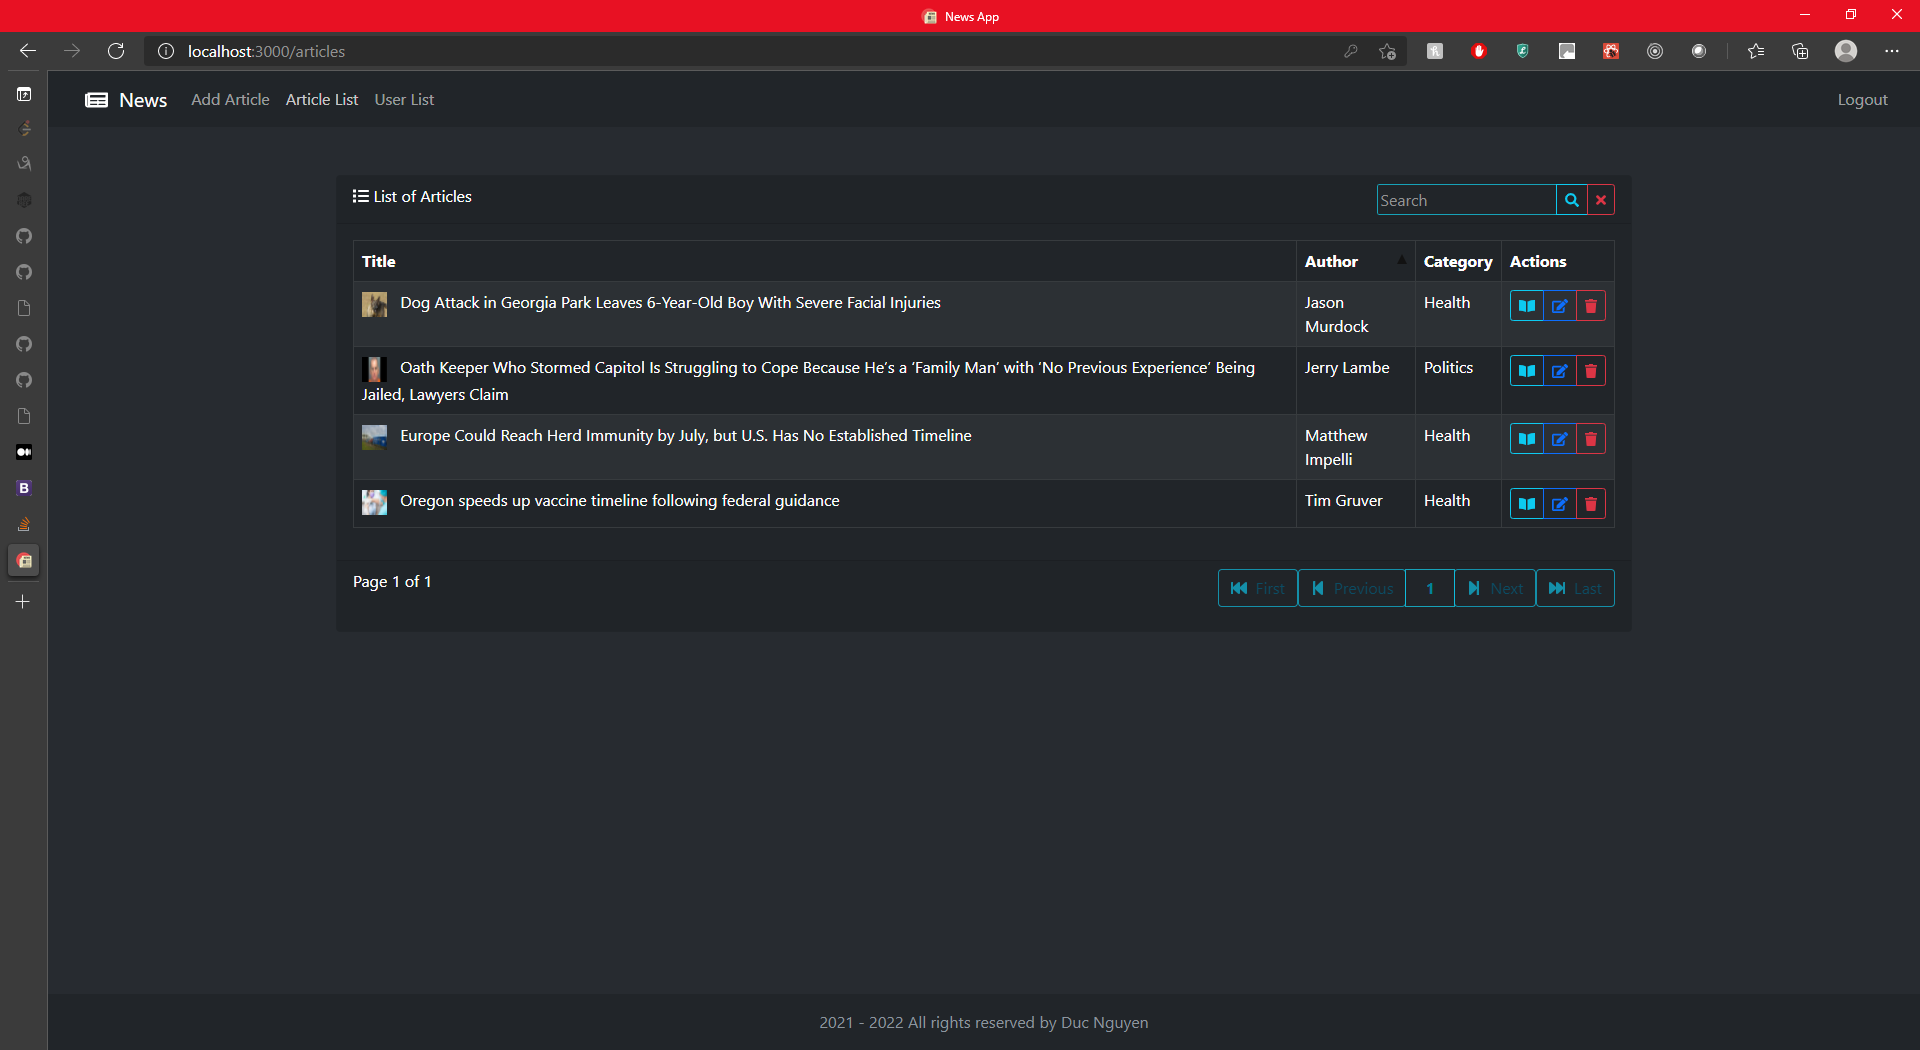 News App
localhost:3000/articles
News Add Article Article List User List Logout
List of Articles
Search
Title Author Category Actions
Dog Attack in Georgia Park Leaves 6-Year-Old Boy With Severe Facial Injuries Jason Health
Murdock
Oath Keeper Who Stormed Capitol Is Struggling to Cope Because He's a ‘Family Man’ with ‘No Previous Experience’ Being Jerry Lambe Politics
Jailed, Lawyers Claim
Europe Could Reach Herd Immunity by July, but U.S. Has No Established Timeline Matthew Health
Impelli
Oregon speeds up vaccine timeline following federal guidance Tim Gruver Health
Page 1 of 1 First Previous 1 Next Last
B
2021 - 2022 All rights reserved by Duc Nguyen